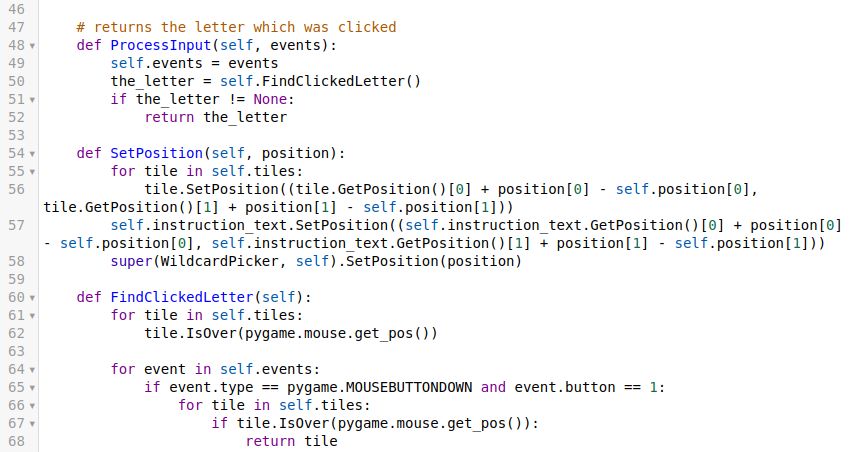 46
47     # returns the letter which was clicked
48     def ProcessInput(self, events):
49         self.events = events
50         the_letter = self.FindClickedLetter()
51         if the_letter != None:
52             return the_letter
53
54     def SetPosition(self, position):
55         for tile in self.tiles:
56             tile.SetPosition((tile.GetPosition()[0] + position[0] - self.position[0],
tile.GetPosition()[1] + position[1] - self.position[1]))
57         self.instruction_text.SetPosition((self.instruction_text.GetPosition()[0] + position[0]
- self.position[0], self.instruction_text.GetPosition()[1] + position[1] - self.position[1]))
58         super(WildcardPicker, self).SetPosition(position)
59
60     def FindClickedLetter(self):
61         for tile in self.tiles:
62             tile.IsOver(pygame.mouse.get_pos())
63
64         for event in self.events:
65             if event.type == pygame.MOUSEBUTTONDOWN and event.button == 1:
66                 for tile in self.tiles:
67                     if tile.IsOver(pygame.mouse.get_pos()):
68                         return tile